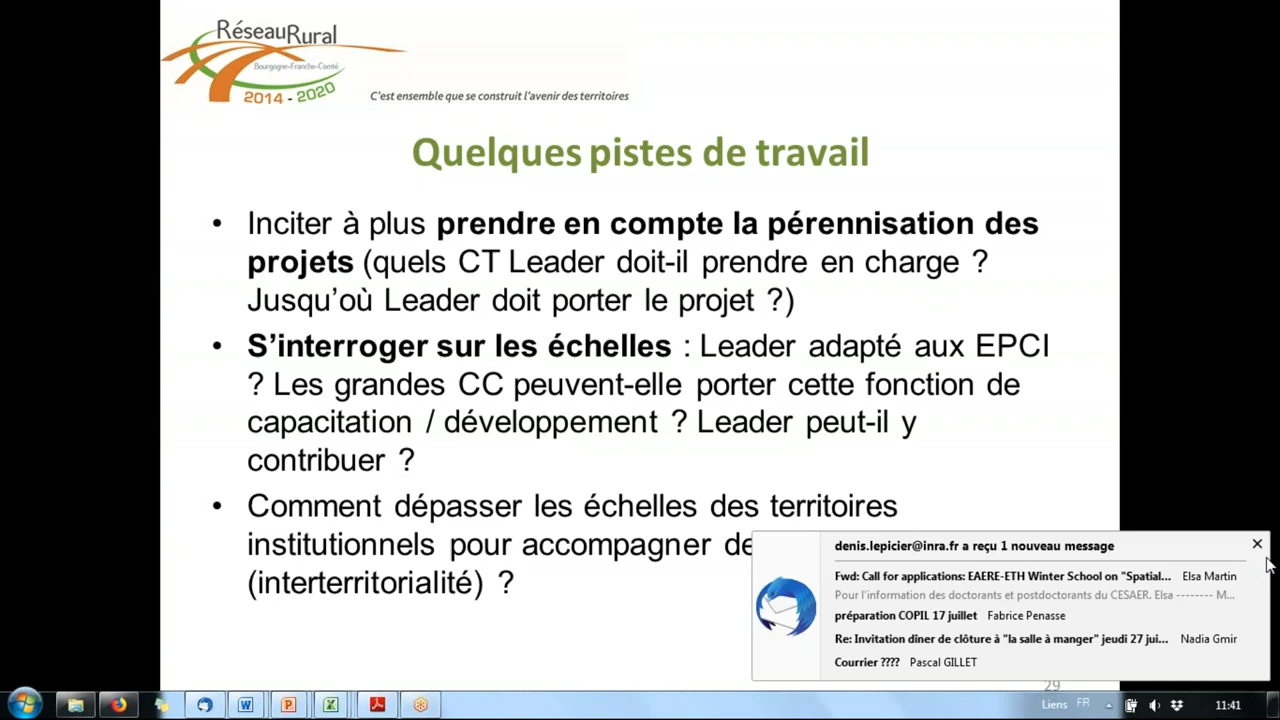 RéseauRural
Bourgogne-Franche-Comté
2014 - 2020
C'est ensemble que se construit l'avenir des territoires
Quelques pistes de travail
• Inciter à plus prendre en compte la pérennisation des
projets (quels CT Leader doit-il prendre en charge ?
Jusqu'où Leader doit porter le projet ?)
• S'interroger sur les échelles : Leader adapté aux EPCI
? Les grandes CC peuvent-elle porter cette fonction de
capacitation / développement ? Leader peut-il y
contribuer ?
• Comment dépasser les échelles des territoires
institutionnels pour accompagner de
(interterritorialité) ?
denis.lepicier@inra.fr a reçu 1 nouveau message
Fwd: Call for applications: EAERE-ETH Winter School on "Spatial... Elsa Martin
Pour l'information des doctorants et postdoctorants du CESAER. Elsa -------- M...
préparation COPIL 17 juillet Fabrice Penasse
Re: Invitation dîner de clôture à "la salle à manger" jeudi 27 jui... Nadia Gmir
Courrier ???? Pascal GILLET
29
Liens FR 11:41